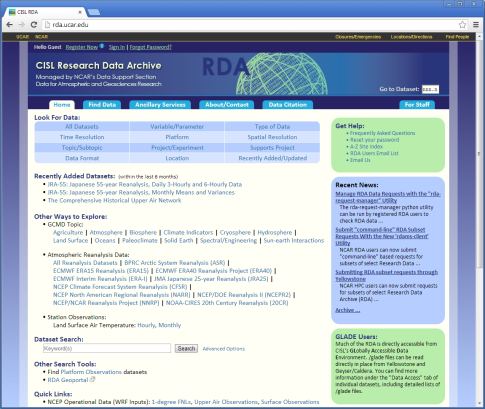 CISL RDA
rda.ucar.edu
UCAR NCAR Closures/Emergencies Locations/Directions Find People
Hello Guest Register Now Sign In | Forgot Password?
CISL Research Data Archive
Managed by NCAR's Data Support Section
Data for Atmospheric and Geosciences Research
RDA
Go to Dataset: nnn.n
Home Find Data Ancillary Services About/Contact Data Citation For Staff
Look For Data:
All Datasets Variable/Parameter Type of Data
Time Resolution Platform Spatial Resolution
Topic/Subtopic Project/Experiment Supports Project
Data Format Location Recently Added/Updated
Recently Added Datasets: (within the last 6 months)
• JRA-55: Japanese 55-year Reanalysis, Daily 3-Hourly and 6-Hourly Data
• JRA-55: Japanese 55-year Reanalysis, Monthly Means and Variances
• The Comprehensive Historical Upper Air Network
Other Ways to Explore:
• GCMD Topic:
Agriculture | Atmosphere | Biosphere | Climate Indicators | Cryosphere | Hydrosphere |
Land Surface | Oceans | Paleoclimate | Solid Earth | Spectral/Engineering | Sun-earth Interactions
• Atmospheric Reanalysis Data:
All Reanalysis Datasets | BPRC Arctic System Reanalysis (ASR) |
ECMWF ERA15 Reanalysis (ERA15) | ECMWF ERA40 Reanalysis Project (ERA40) |
ECMWF Interim Reanalysis (ERA-I) | JMA Japanese 25-year Reanalysis (JRA25) |
NCEP Climate Forecast System Reanalysis (CFSR) |
NCEP North American Regional Reanalysis (NARR) | NCEP/DOE Reanalysis II (NCEPR2) |
NCEP/NCAR Reanalysis Project (NNRP) | NOAA-CIRES 20th Century Reanalysis (20CR)
• Station Observations:
Land Surface Air Temperature: Hourly, Monthly
Dataset Search:
Keyword(s) Search Advanced Options
Other Search Tools:
• Find Platform Observations datasets
• RDA Geoportal
Quick Links:
• NCEP Operational Data (WRF Inputs): 1-degree FNLs, Upper Air Observations, Surface Observations
Get Help:
• Frequently Asked Questions
• Reset your password
• A-Z Site Index
• RDA Users Email List
• Email Us
Recent News:
Manage RDA Data Requests with the "rda-
request-manager" Utility
The rda-request-manager python utility
can be run by registered RDA users to
check RDA data ...
Submit "command-line" RDA Subset
Requests With the New 'rdams-client'
Utility
NCAR RDA users can now submit
"command-line" based requests for
subsets of select Research Data ...
Submitting RDA subset requests through
Yellowstone
NCAR HPC users can now submit requests
for subsets of select Research Data
Archive (RDA) ...
Archive ...
GLADE Users:
Much of the RDA is directly accessible from
CISL's GLobally Accessible Data
Environment. /glade files can be read
directly in place from Yellowstone and
Geyser/Caldera. You can find more
information under the "Data Access" tab of
individual datasets, including detailed lists of
/glade files.